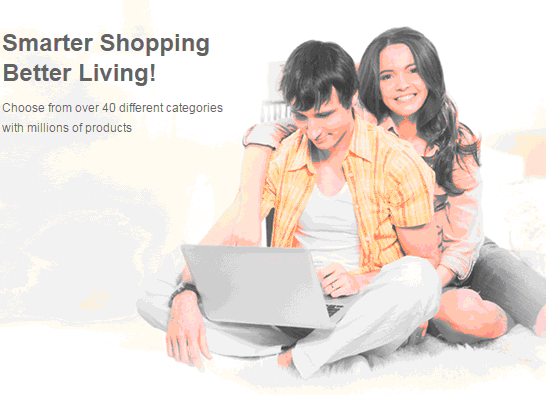 Smarter Shopping
Better Living!
Choose from over 40 different categories
with millions of products